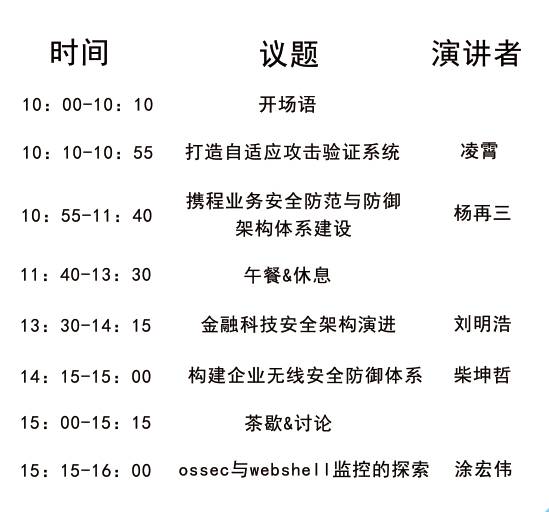 时间 议题 演讲者
10：00-10：10 开场语
10：10-10：55 打造自适应攻击验证系统 凌霄
10：55-11：40 携程业务安全防范与防御 杨再三
架构体系建设
11：40-13：30 午餐&休息
13：30-14：15 金融科技安全架构演进 刘明浩
14：15-15：00 构建企业无线安全防御体系 柴坤哲
15：00-15：15 茶歇&讨论
15：15-16：00 ossec与webshell监控的探索 涂宏伟